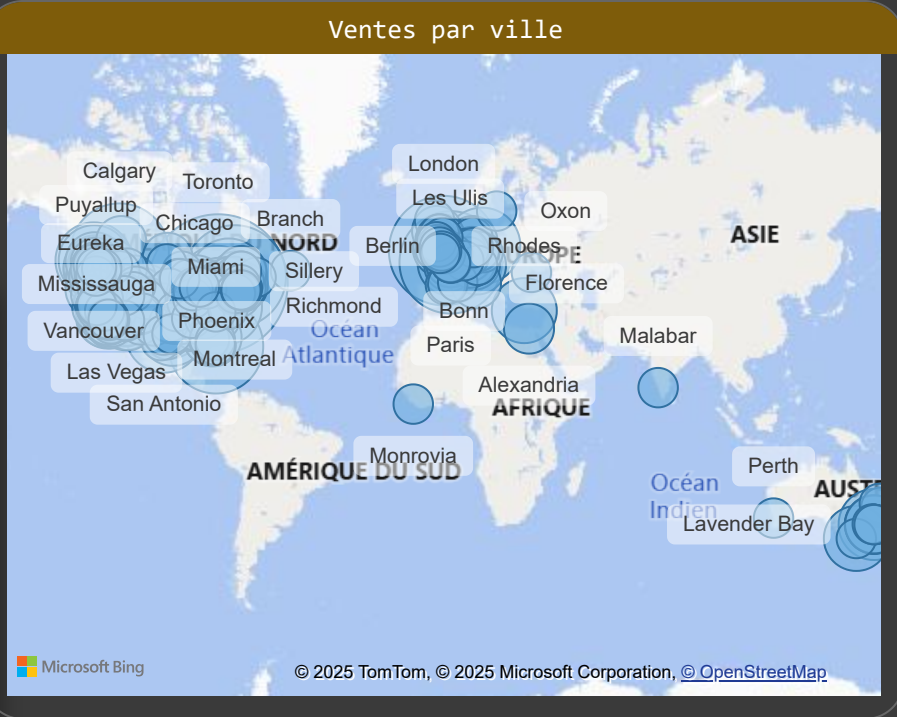 Ventes par ville
London
Calgary
Toronto
Les Ulis
Puyallup
Oxon
Chicago
Branch
ASIE
Eureka
NORD
Berlin
Rhodes
EUROPE
Miami
Sillery
Mississauga
Florence
Richmond
Bonn
Phoenix
Océan
Atlantique
Vancouver
Malabar
Paris
Montreal
Las Vegas
Alexandria
San Antonio
AFRIQUE
Monrovia
AMÉRIQUE DU SUD
Perth
Océan
Indien
AUST
Lavender Bay
Microsoft Bing
© 2025 TomTom, © 2025 Microsoft Corporation, © OpenStreetMap